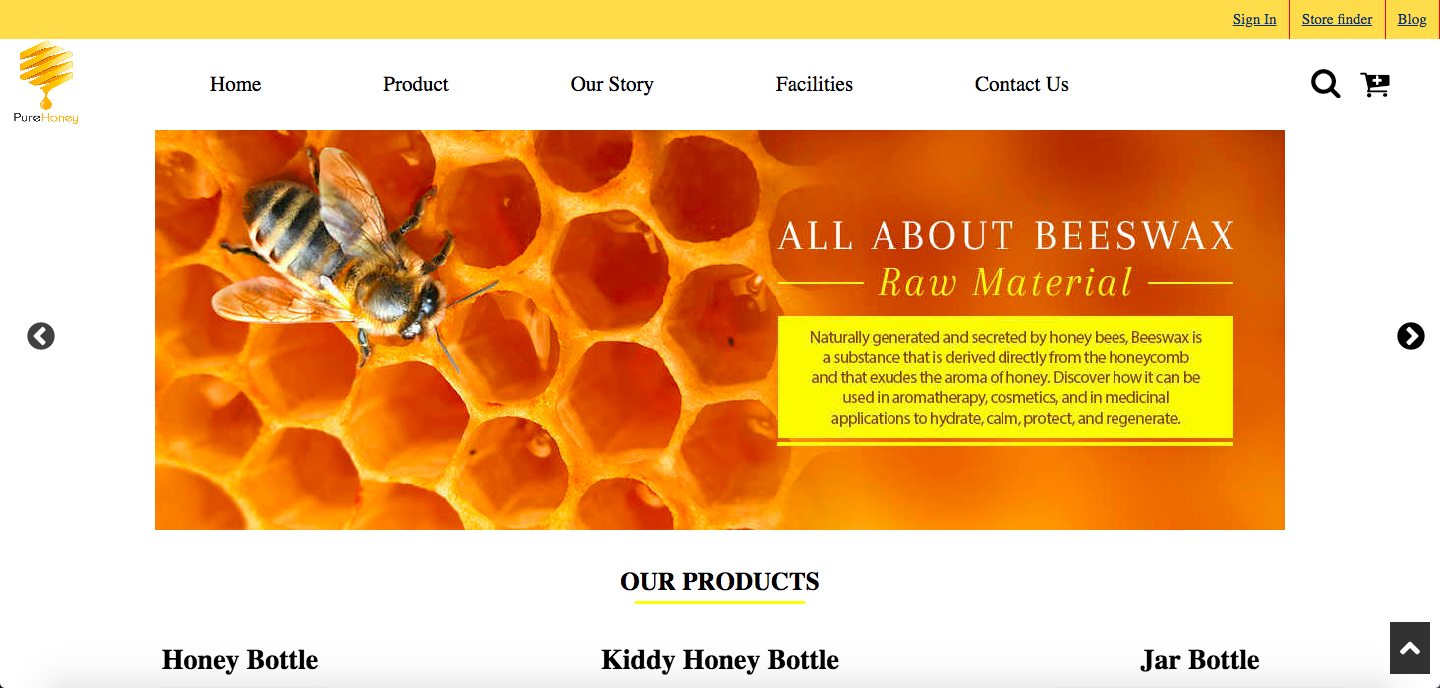 Sign In
Store finder
Blog
PureHoney
Home
Product
Our Story
Facilities
Contact Us
ALL ABOUT BEESWAX
Raw Material
Naturally generated and secreted by honey bees, Beeswax is
a substance that is derived directly from the honeycomb
and that exudes the aroma of honey. Discover how it can be
used in aromatherapy, cosmetics, and in medicinal
applications to hydrate, calm, protect, and regenerate.
OUR PRODUCTS
Honey Bottle
Kiddy Honey Bottle
Jar Bottle